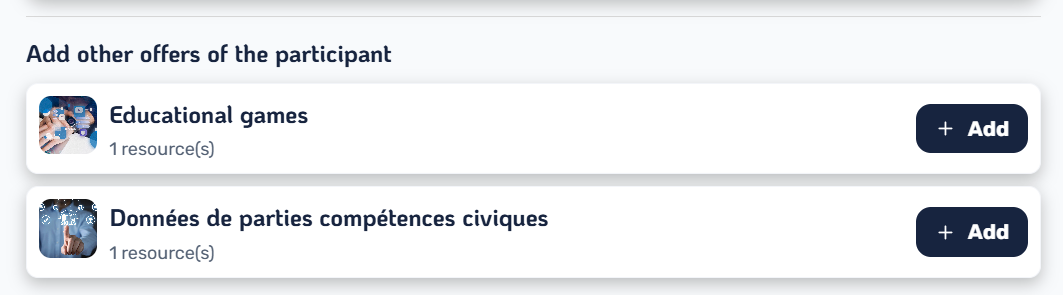 Add other offers of the participant
Educational games
1 resource(s)
+ Add
Données de parties compétences civiques
1 resource(s)
+ Add